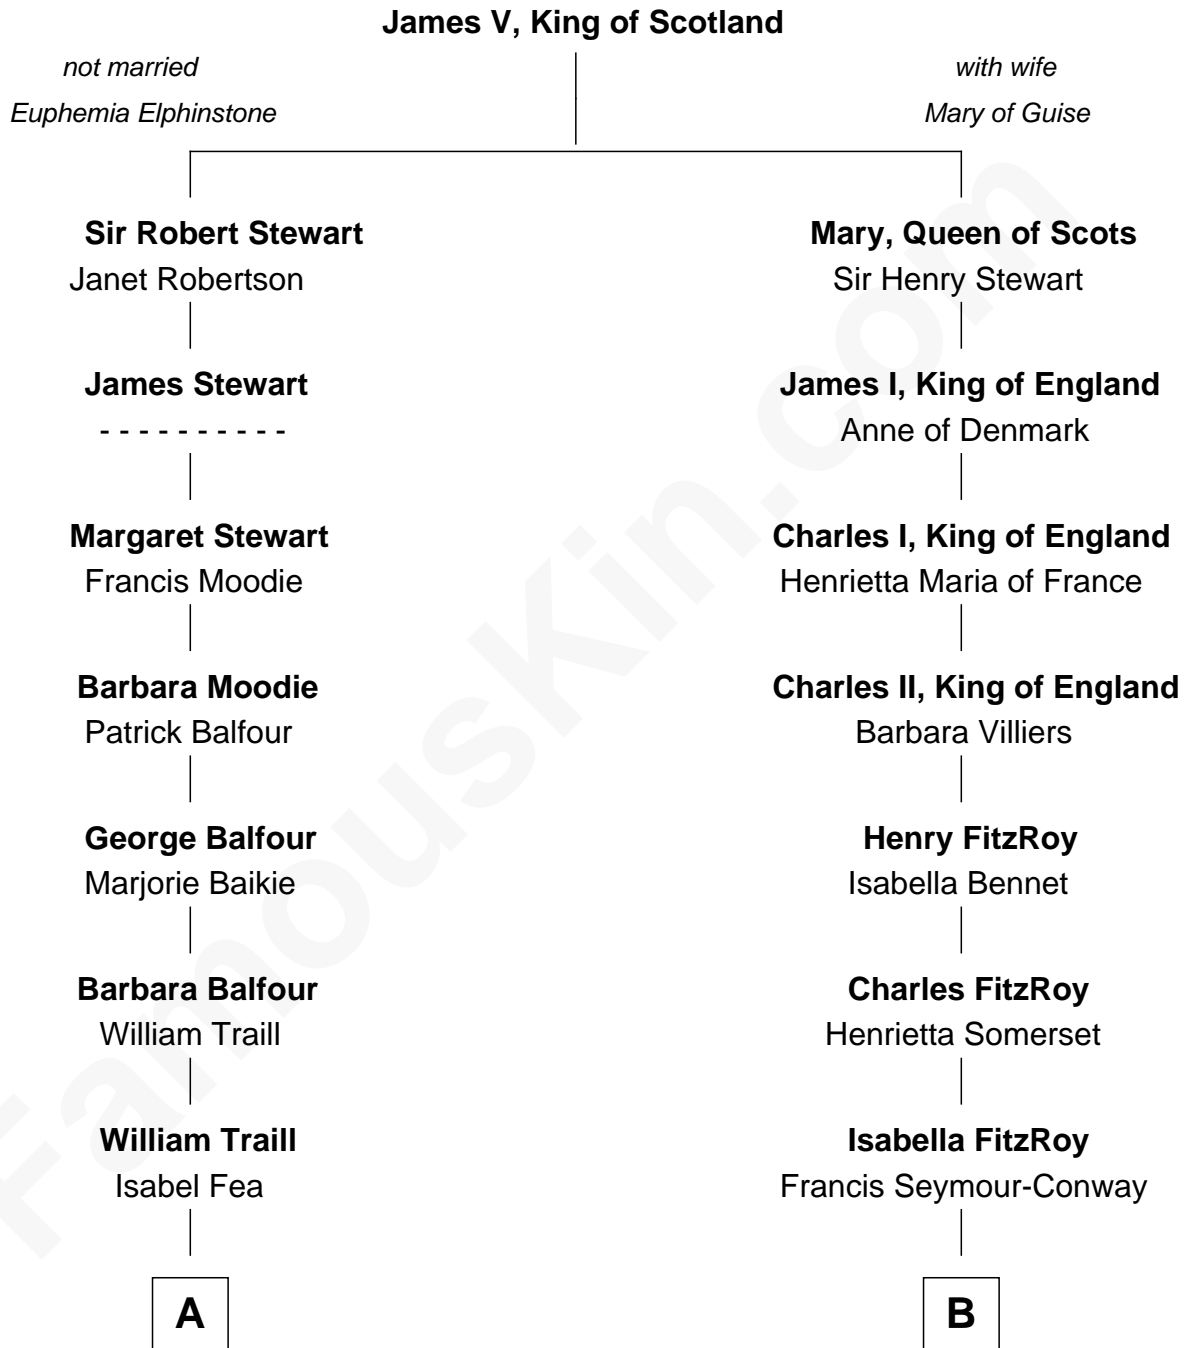 James V, King of Scotland
not married
Euphemia Elphinstone
with wife
Mary of Guise
Sir Robert Stewart
Janet Robertson
Mary, Queen of Scots
Sir Henry Stewart
James Stewart
- - - - - - - - - -
James I, King of England
Anne of Denmark
Margaret Stewart
Francis Moodie
Charles I, King of England
Henrietta Maria of France
Barbara Moodie
Patrick Balfour
Charles II, King of England
Barbara Villiers
George Balfour
Marjorie Baikie
Henry FitzRoy
Isabella Bennet
Barbara Balfour
William Traill
Charles FitzRoy
Henrietta Somerset
William Traill
Isabel Fea
Isabella FitzRoy
Francis Seymour-Conway
A
B
FamousKin.com